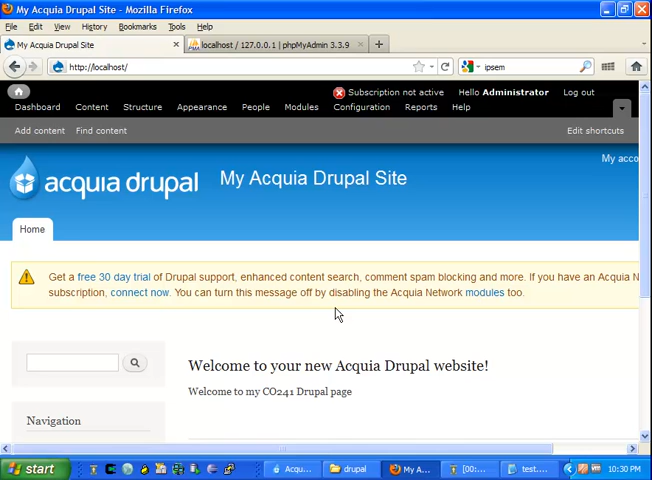 My Acquia Drupal Site - Mozilla Firefox
File Edit View History Bookmarks Tools Help
My Acquia Drupal Site
localhost / 127.0.0.1 | phpMyAdmin 3.3.9
http://localhost/
ipsem
Subscription not active Hello Administrator Log out
Dashboard Content Structure Appearance People Modules Configuration Reports Help
Add content Find content Edit shortcuts
My acco
acquia drupal My Acquia Drupal Site
Home
Get a free 30 day trial of Drupal support, enhanced content search, comment spam blocking and more. If you have an Acquia N
subscription, connect now. You can turn this message off by disabling the Acquia Network modules too.
Welcome to your new Acquia Drupal website!
Welcome to my CO241 Drupal page
Navigation
start Acqu... drupal My A... [00:... test.... 10:30 PM